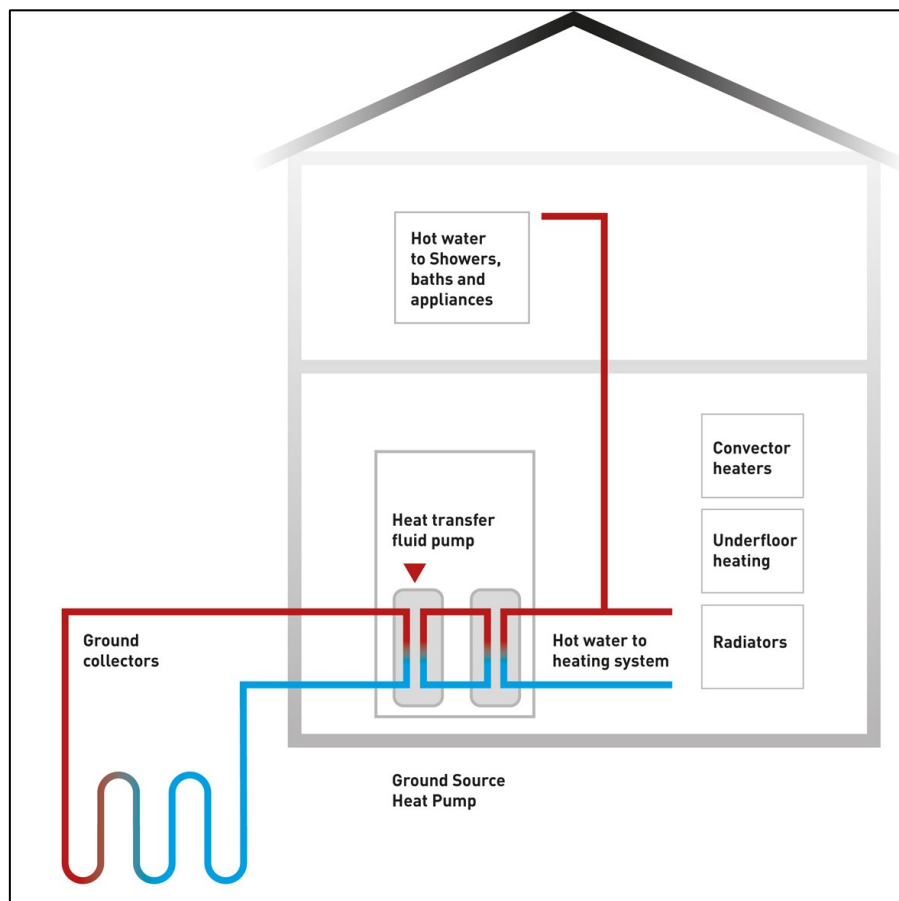 Hot water
to Showers,
baths and
appliances
Convector
heaters
Heat transfer
fluid pump
Underfloor
heating
Ground
collectors
Hot water to
heating system
Radiators
Ground Source
Heat Pump